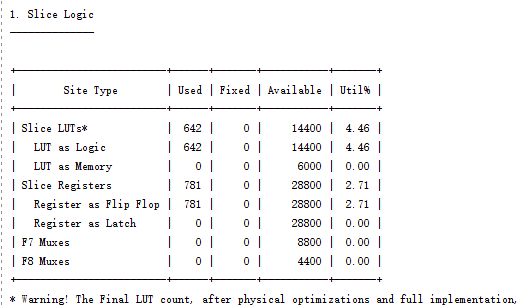 1. Slice Logic
--------------
+----------------------------+------+-------+-----------+-------+
|          Site Type         | Used | Fixed | Available | Util% |
+----------------------------+------+-------+-----------+-------+
| Slice LUTs*                |  642 |     0 |     14400 |  4.46 |
|   LUT as Logic             |  642 |     0 |     14400 |  4.46 |
|   LUT as Memory            |    0 |     0 |      6000 |  0.00 |
| Slice Registers            |  781 |     0 |     28800 |  2.71 |
|   Register as Flip Flop    |  781 |     0 |     28800 |  2.71 |
|   Register as Latch        |    0 |     0 |     28800 |  0.00 |
| F7 Muxes                   |    0 |     0 |      8800 |  0.00 |
| F8 Muxes                   |    0 |     0 |      4400 |  0.00 |
+----------------------------+------+-------+-----------+-------+
* Warning! The Final LUT count, after physical optimizations and full implementation,